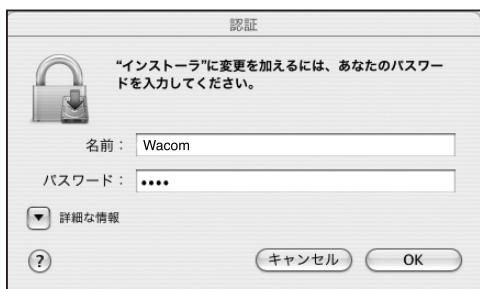 認証
“インストーラ”に変更を加えるには、あなたのパスワー
ドを入力してください。
名前： Wacom
パスワード： ••••
詳細な情報
? キャンセル OK